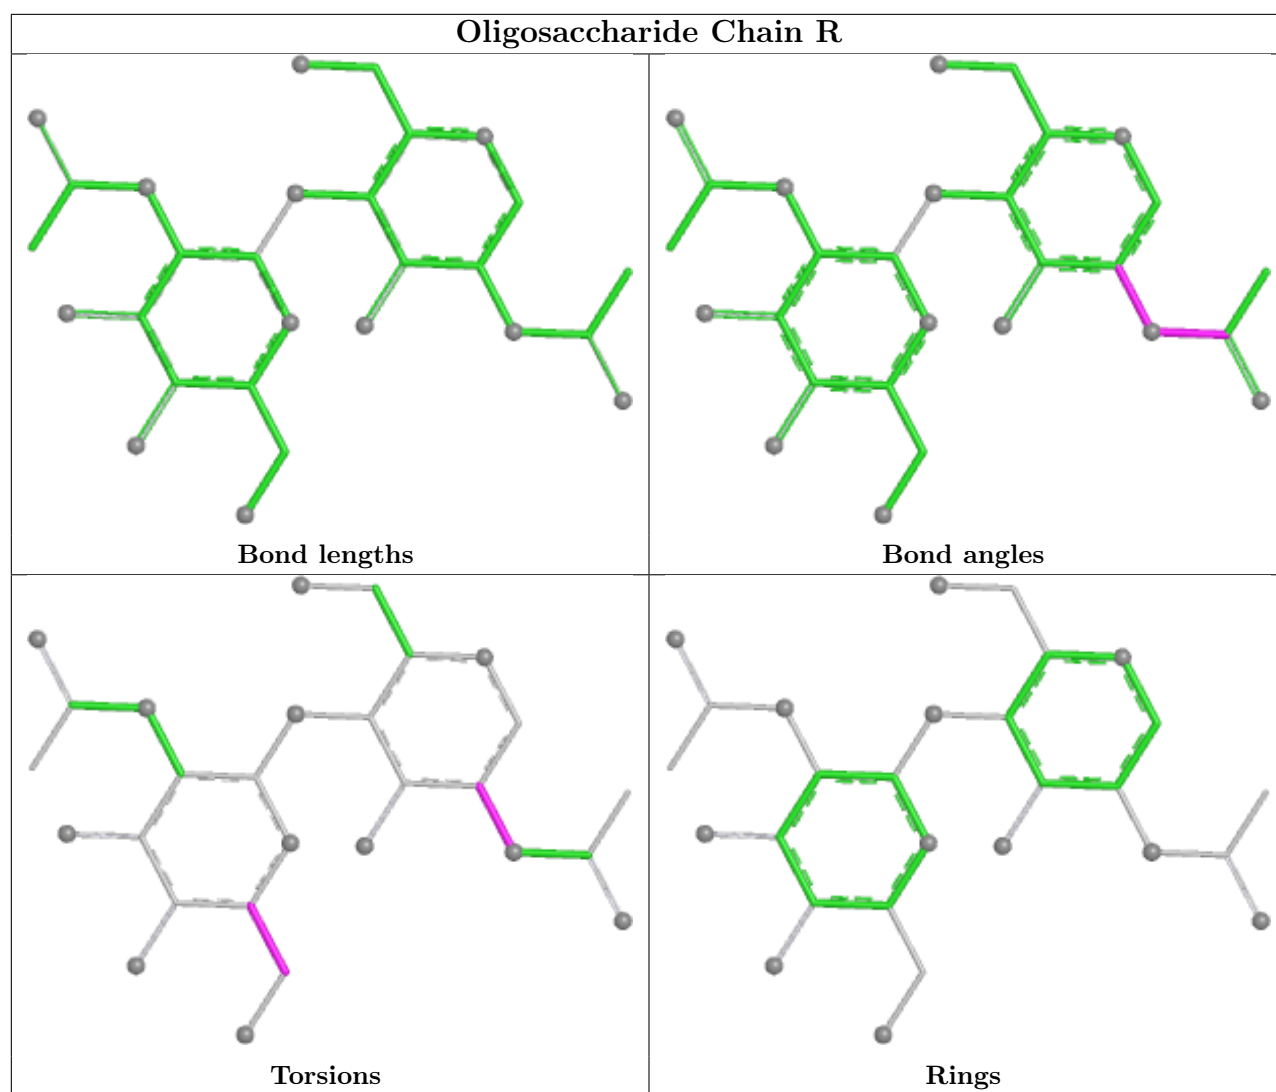 Oligosaccharide Chain R
Bond lengths
Bond angles
Torsions
Rings